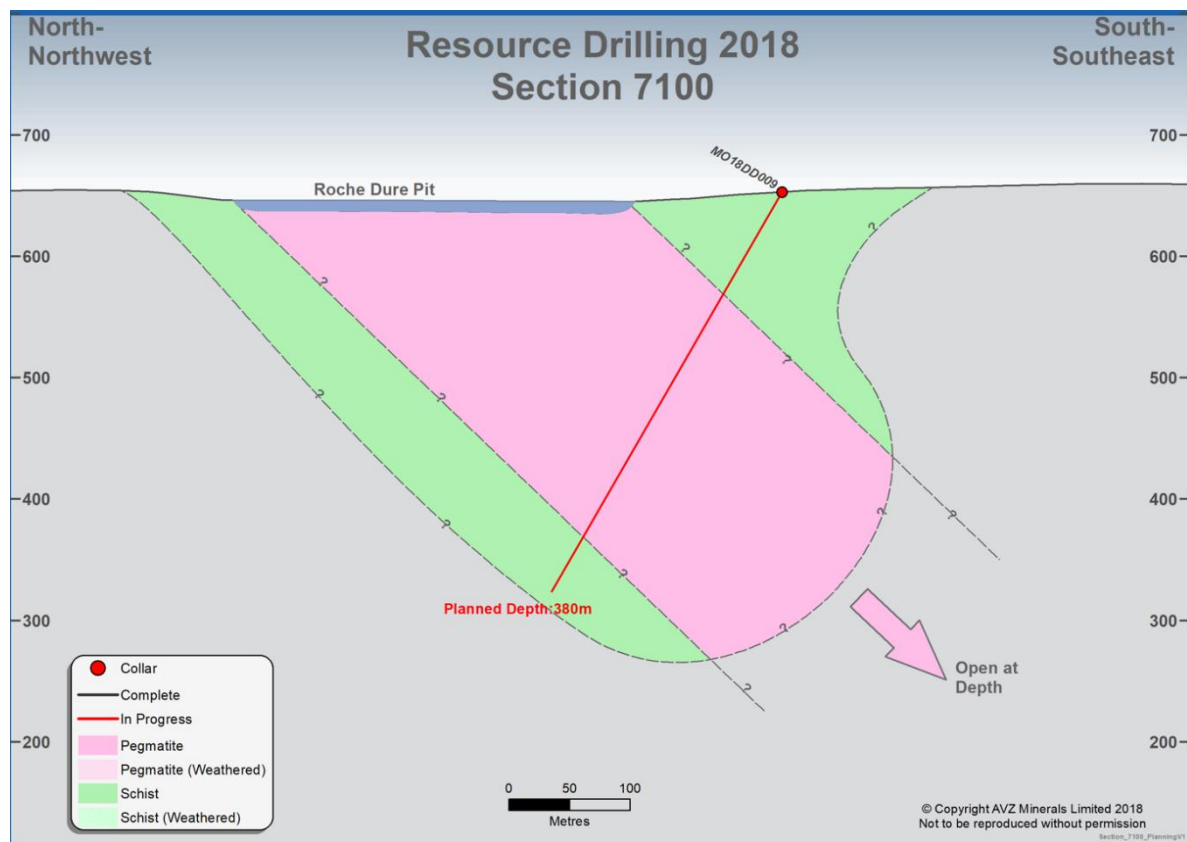 North-
Northwest
Resource Drilling 2018
Section 7100
South-
Southeast
700
700
MO18DD009
Roche Dure Pit
?
?
600
600
?
?
500
500
?
?
?
400
400
?
?
?
?
Planned Depth:380m
300
300
?
Open at
Depth
?
200
200
Collar
Complete
In Progress
Pegmatite
Pegmatite (Weathered)
Schist
Schist (Weathered)
0 50 100
Metres
© Copyright AVZ Minerals Limited 2018
Not to be reproduced without permission
Section_7100_PlanningV1